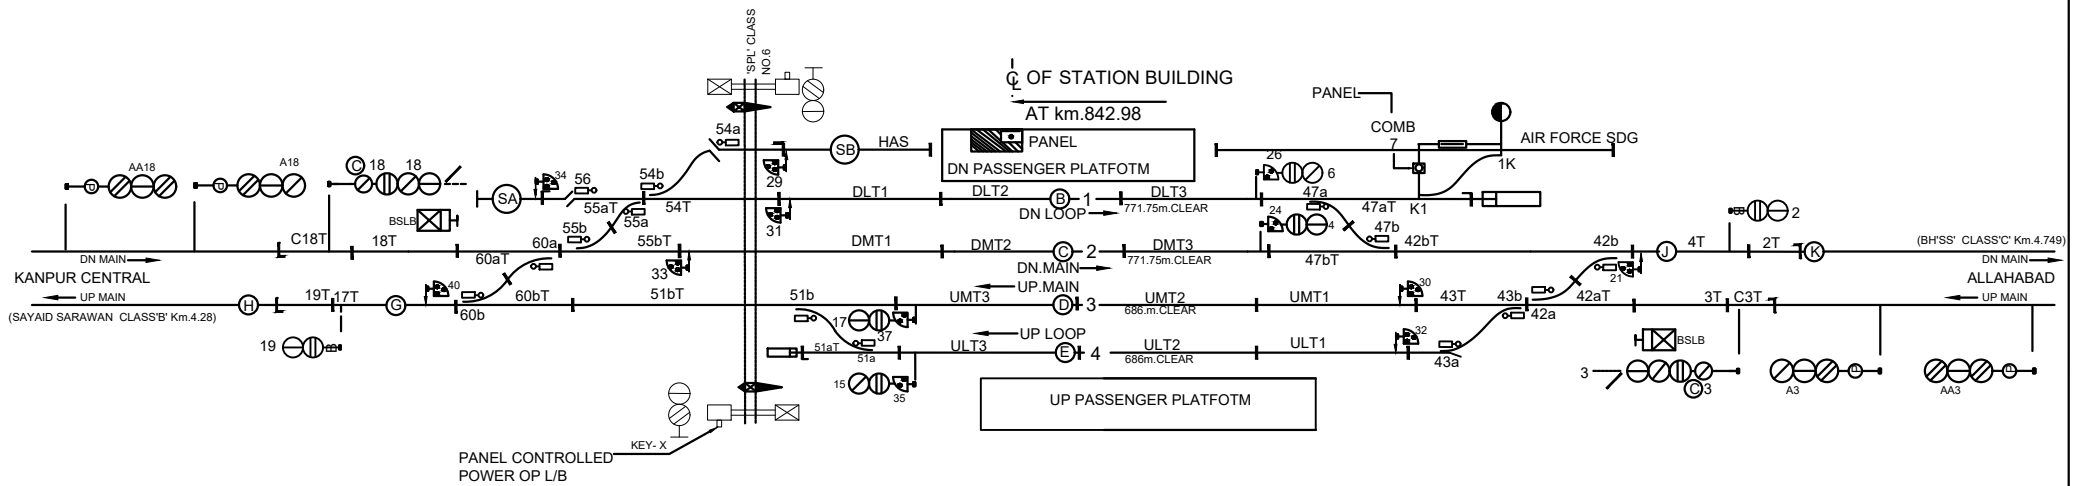 'SPL' CLASS
NO.6
℄ OF STATION BUILDING
AT km.842.98
PANEL
COMB
7
AIR FORCE SDG
1K
K1
54a
SB
HAS
PANEL
DN PASSENGER PLATFOTM
AA18
P
A18
P
C
18
18
SA
34
56
54b
29
26
6
BSLB
55aT
55a
54T
DLT1
DLT2
B
1
DLT3
DN LOOP
771.75m.CLEAR
47a
47aT
31
24
4
C18T
18T
60a
55b
55bT
DMT1
DMT2
C
2
DMT3
771.75m.CLEAR
47b
47bT
42bT
42b
J
4T
B
2
2T
K
(BH'SS' CLASS'C' Km.4.749)
DN MAIN
60aT
33
DN.MAIN
21
DN MAIN
KANPUR CENTRAL
ALLAHABAD
UP MAIN
40
UP.MAIN
30
UP MAIN
H
19T
17T
G
60b
60bT
51bT
51b
UMT3
D
3
UMT2
686.m.CLEAR
UMT1
43T
43b
42a
42aT
3T
C3T
(SAYAID SARAWAN CLASS'B' Km.4.28)
17
37
UP LOOP
32
19
B
51aT
51a
ULT3
E
4
ULT2
686m.CLEAR
ULT1
43a
BSLB
15
35
3
C
3
A3
P
AA3
P
UP PASSENGER PLATFOTM
KEY- X
PANEL CONTROLLED
POWER OP L/B